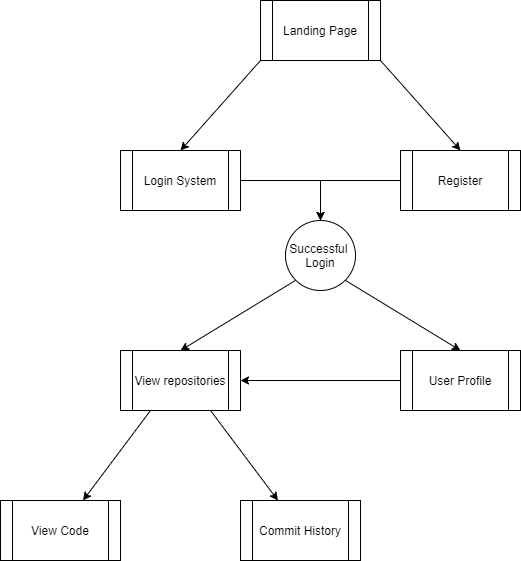 Landing Page
Login System
Register
Successful
Login
View repositories
User Profile
View Code
Commit History